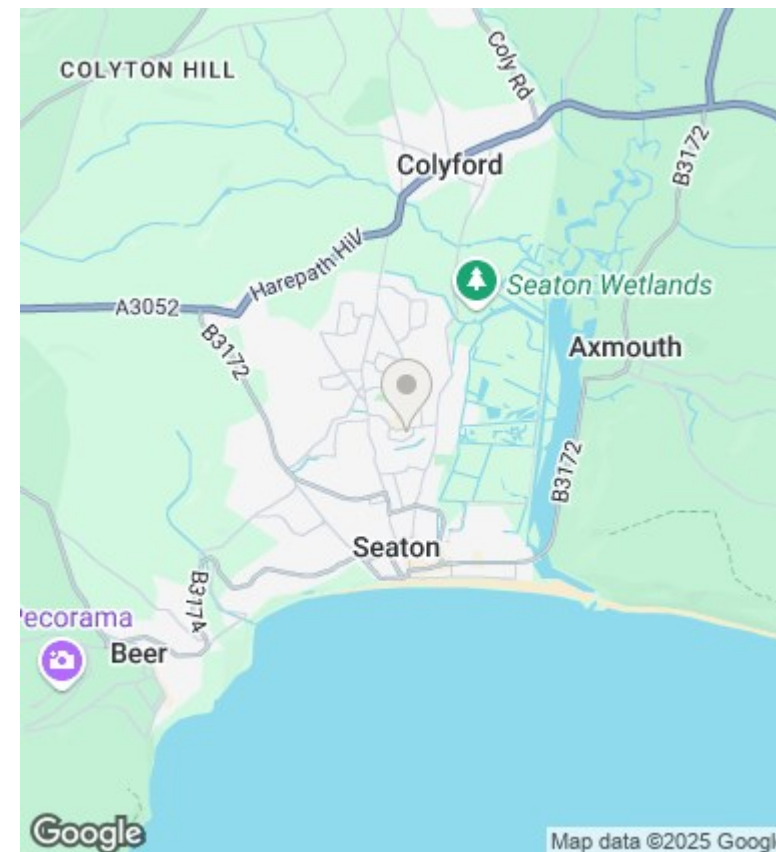 COLYTON HILL
Coly Rd
Colyford
B3172
Harepath Hil
Seaton Wetlands
A3052
B3172
Axmouth
B3172
Seaton
B3174
Pecorama
Beer
Google
Map data ©2025 Googl